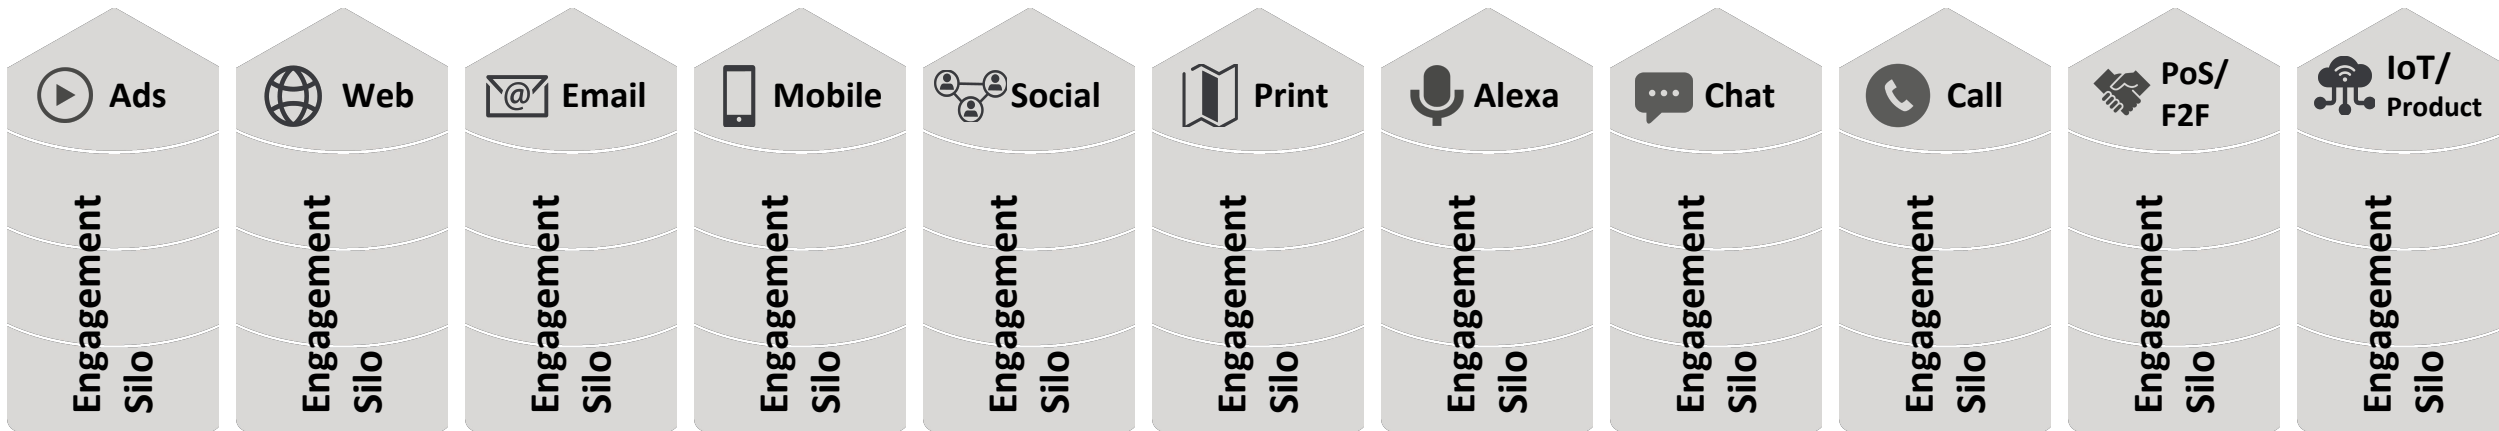 Ads
Engagement
Silo
Web
Engagement
Silo
@
Email
Engagement
Silo
Mobile
Engagement
Silo
Social
Engagement
Silo
Print
Engagement
Silo
Alexa
Engagement
Silo
Chat
Engagement
Silo
Call
Engagement
Silo
PoS/
F2F
Engagement
Silo
IoT/
Product
Engagement
Silo